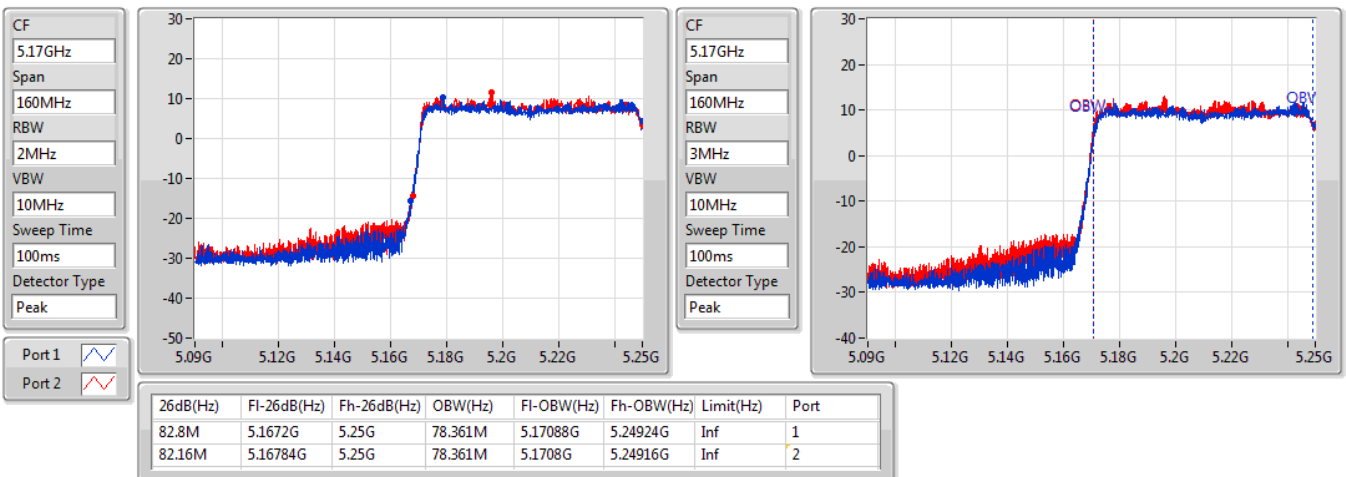 CF
5.17GHz
Span
160MHz
RBW
2MHz
VBW
10MHz
Sweep Time
100ms
Detector Type
Peak
Port 1
Port 2
30
20
10
0
-10
-20
-30
-40
-50
5.09G 5.12G 5.14G 5.16G 5.18G 5.2G 5.22G 5.25G
CF
5.17GHz
Span
160MHz
RBW
3MHz
VBW
10MHz
Sweep Time
100ms
Detector Type
Peak
30
20
10
0
-10
-20
-30
-40
OBW OBW
5.09G 5.12G 5.14G 5.16G 5.18G 5.2G 5.22G 5.25G
26dB(Hz) Fl-26dB(Hz) Fh-26dB(Hz) OBW(Hz) Fl-OBW(Hz) Fh-OBW(Hz) Limit(Hz) Port
82.8M 5.1672G 5.25G 78.361M 5.17088G 5.24924G Inf 1
82.16M 5.16784G 5.25G 78.361M 5.1708G 5.24916G Inf 2